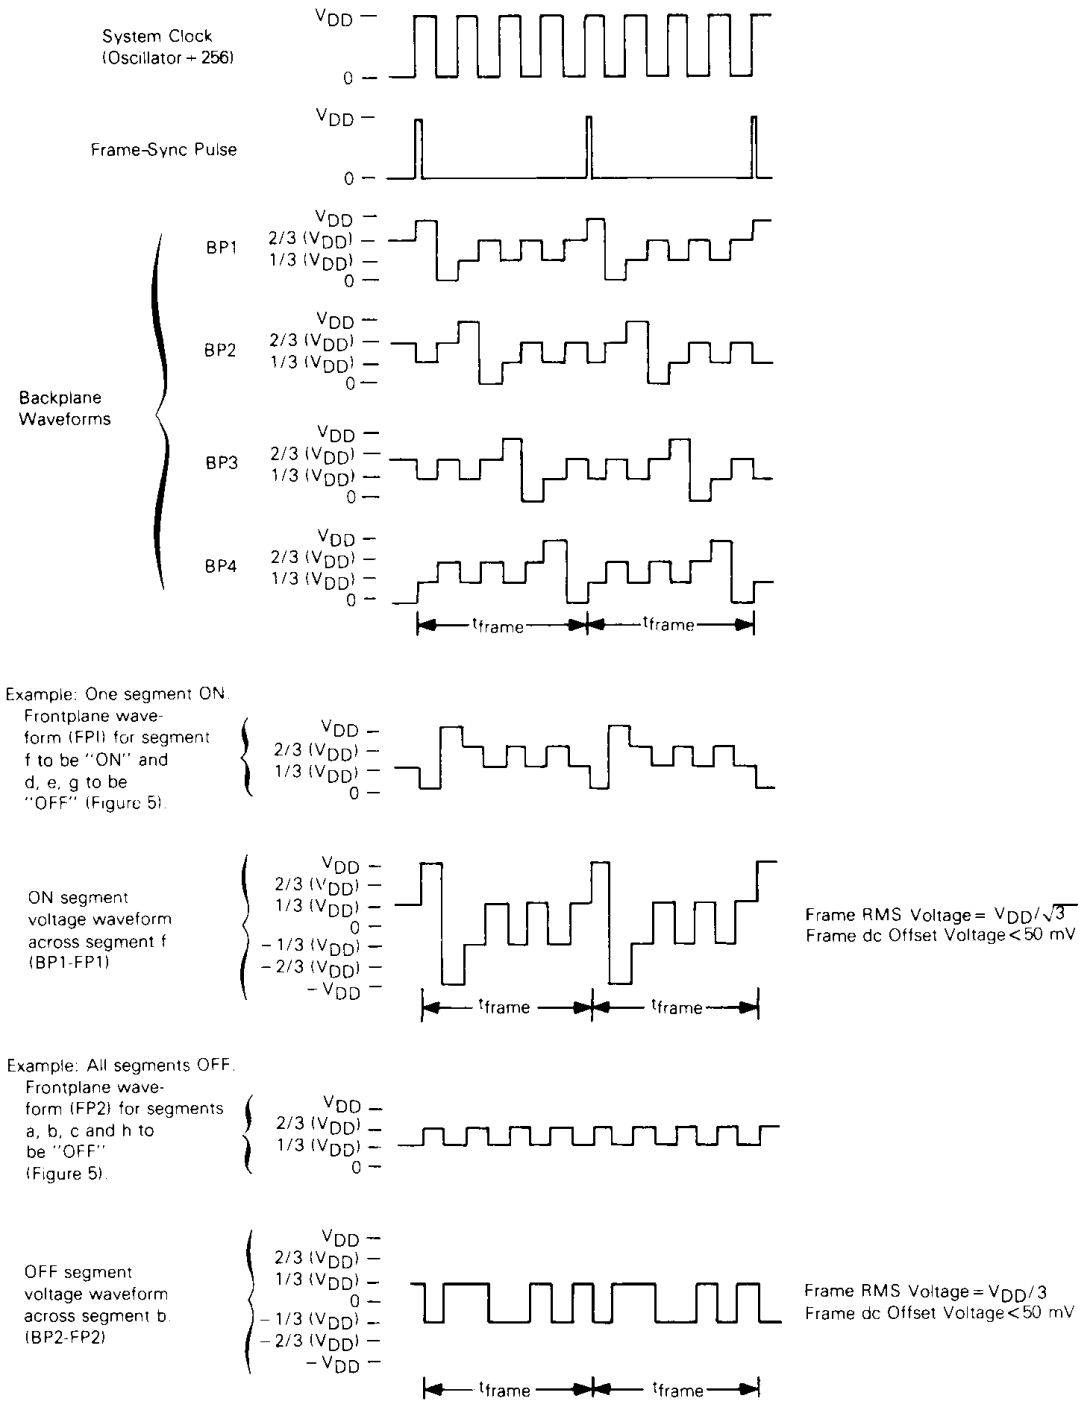 System Clock
(Oscillator ÷ 256)
VDD
0
Frame-Sync Pulse
VDD
0
Backplane
Waveforms
BP1
VDD
2/3 (VDD)
1/3 (VDD)
0
BP2
VDD
2/3 (VDD)
1/3 (VDD)
0
BP3
VDD
2/3 (VDD)
1/3 (VDD)
0
BP4
VDD
2/3 (VDD)
1/3 (VDD)
0
tframe
tframe
Example: One segment ON.
Frontplane wave-
form (FPI) for segment
f to be "ON" and
d, e, g to be
"OFF" (Figure 5).
VDD
2/3 (VDD)
1/3 (VDD)
0
ON segment
voltage waveform
across segment f
(BP1-FP1)
VDD
2/3 (VDD)
1/3 (VDD)
0
−1/3 (VDD)
−2/3 (VDD)
−VDD
Frame RMS Voltage = VDD/√3
Frame dc Offset Voltage<50 mV
tframe
tframe
Example: All segments OFF.
Frontplane wave-
form (FP2) for segments
a, b, c and h to
be "OFF"
(Figure 5).
VDD
2/3 (VDD)
1/3 (VDD)
0
OFF segment
voltage waveform
across segment b.
(BP2-FP2)
VDD
2/3 (VDD)
1/3 (VDD)
0
−1/3 (VDD)
−2/3 (VDD)
−VDD
Frame RMS Voltage = VDD/3
Frame dc Offset Voltage<50 mV
tframe
tframe